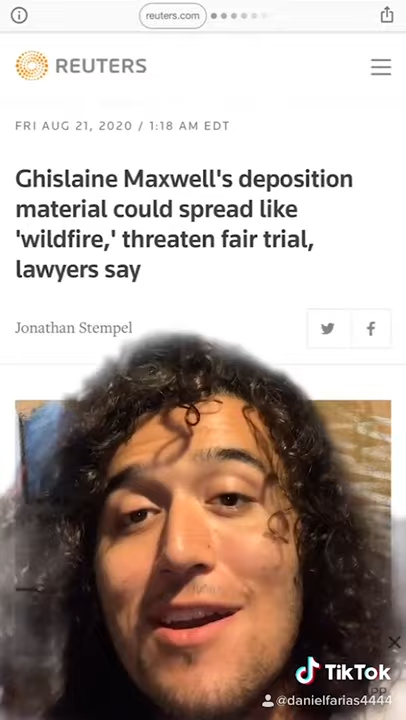 reuters.com
REUTERS
FRI AUG 21, 2020 / 1:18 AM EDT
Ghislaine Maxwell's deposition
material could spread like
'wildfire,' threaten fair trial,
lawyers say
Jonathan Stempel
TikTok
@danielfarias4444